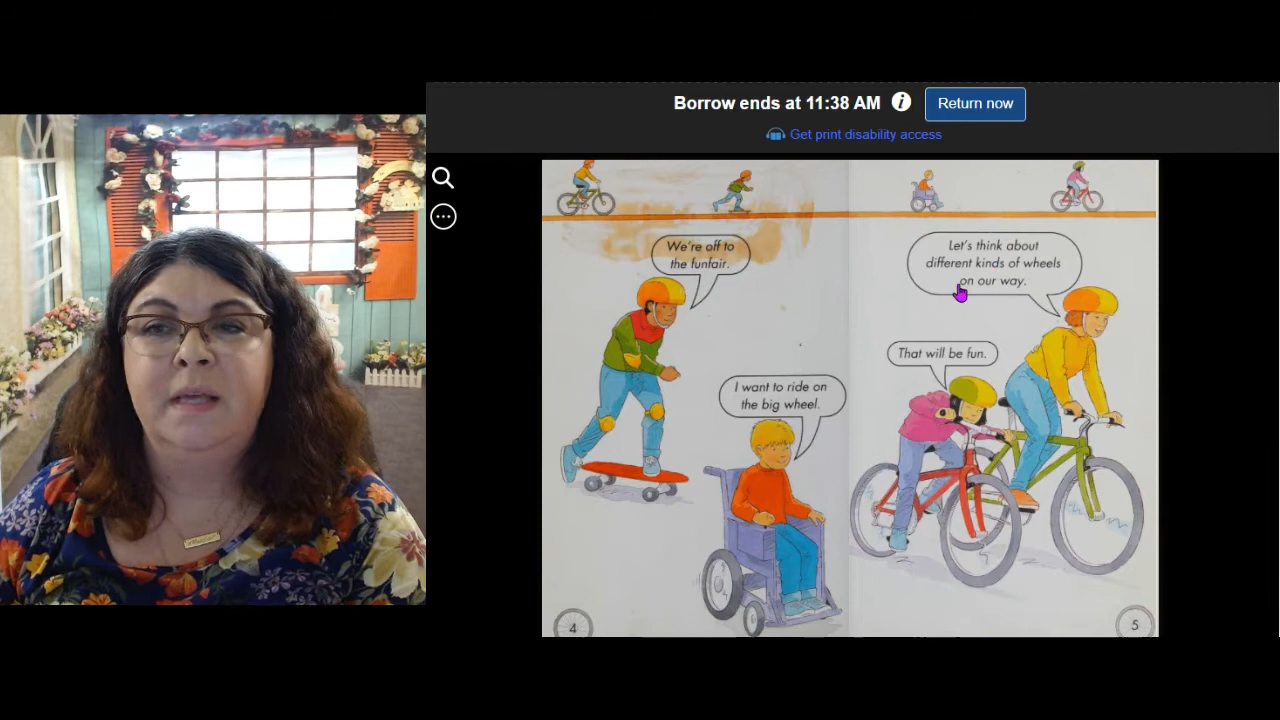 Borrow ends at 11:38 AM
Return now
Get print disability access
We're off to
the funfair.
I want to ride on
the big wheel.
Let's think about
different kinds of wheels
on our way.
That will be fun.
4
5